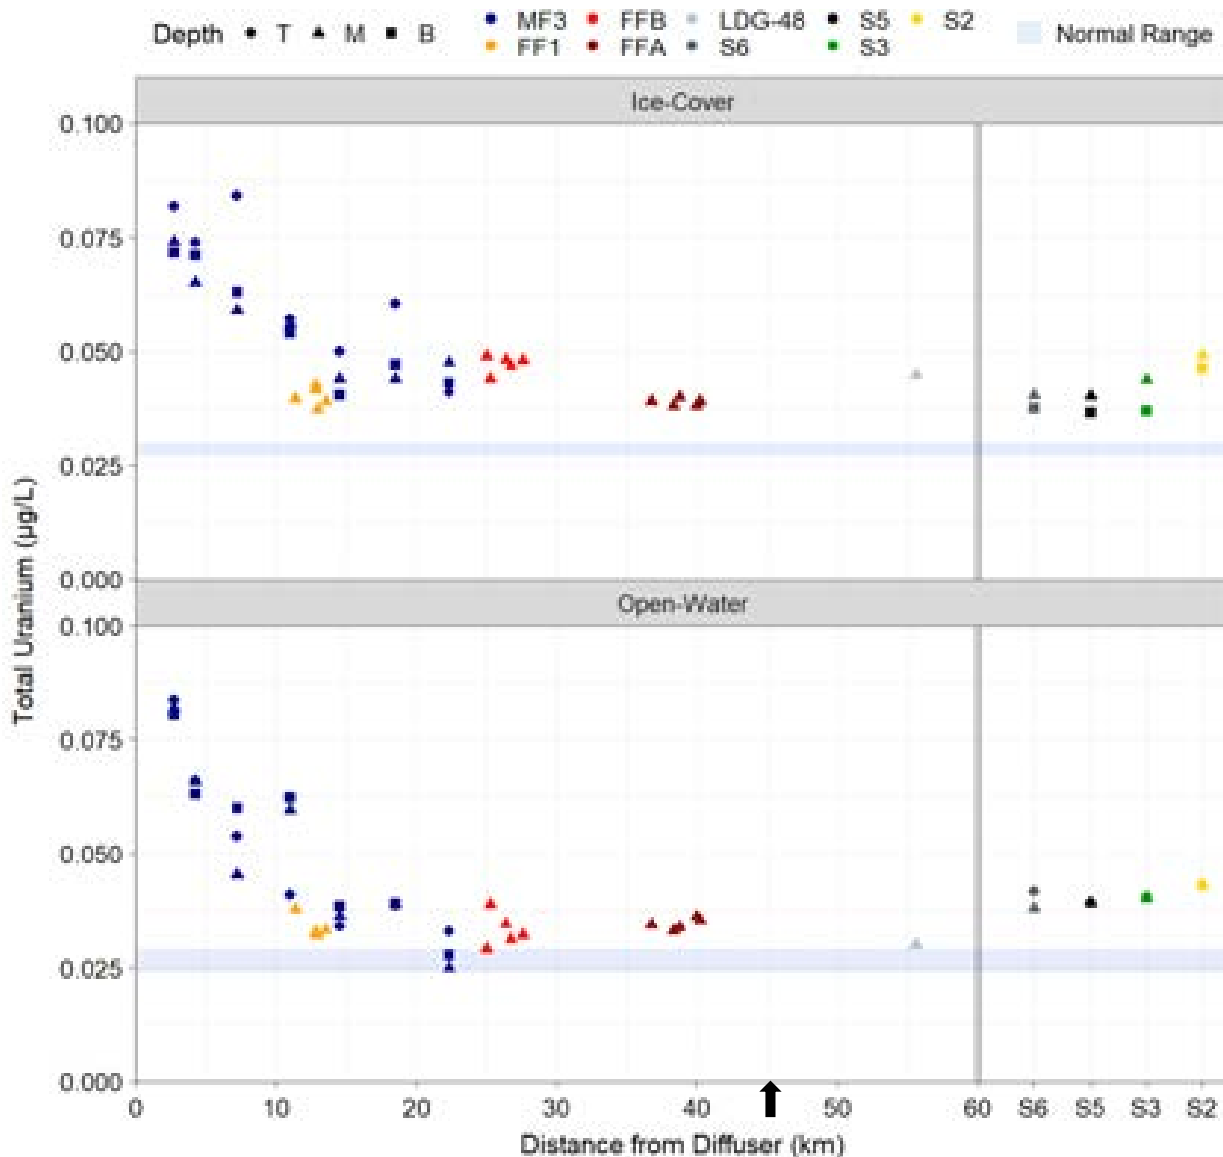 Depth T M B MF3 FFB LDG-48 S5 S2 Normal Range
FF1 FFA S6 S3
Ice-Cover
0.100
0.075
0.050
0.025
0.000
Open-Water
0.100
0.075
0.050
0.025
0.000
Total Uranium (µg/L)
0 10 20 30 40 50 60 S6 S5 S3 S2
Distance from Diffuser (km)